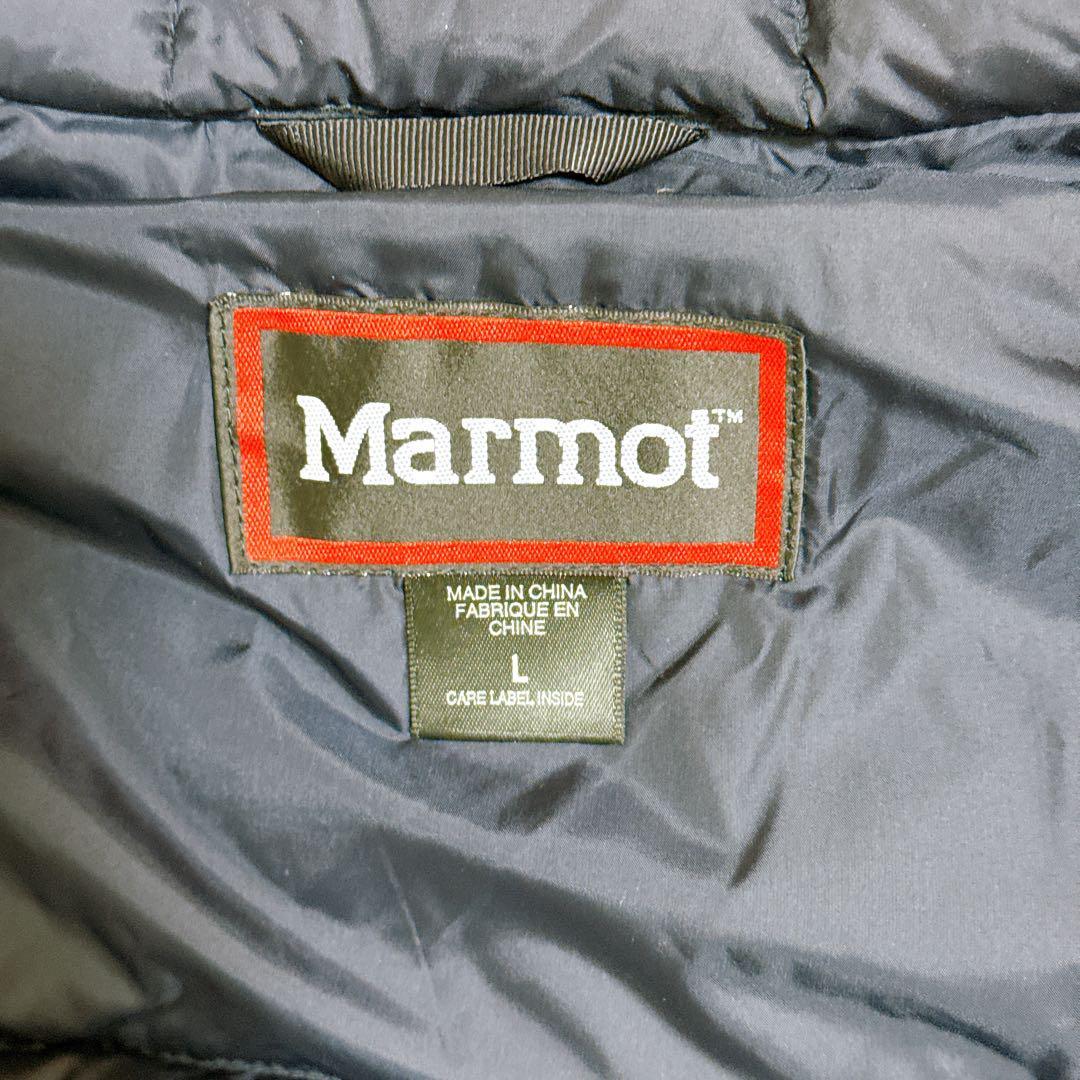 Marmot™
MADE IN CHINA
FABRIQUE EN
CHINE
L
CARE LABEL INSIDE